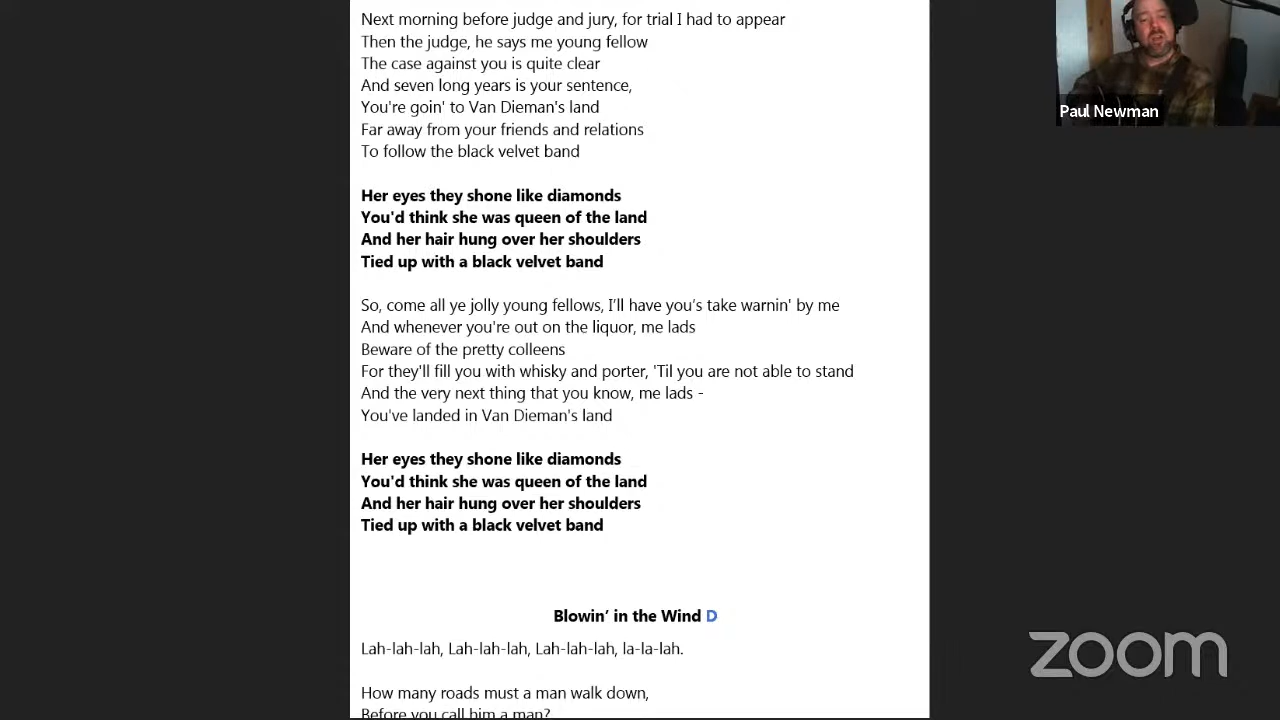 Next morning before judge and jury, for trial I had to appear
Then the judge, he says me young fellow
The case against you is quite clear
And seven long years is your sentence,
You're goin' to Van Dieman's land
Far away from your friends and relations
To follow the black velvet band
Her eyes they shone like diamonds
You'd think she was queen of the land
And her hair hung over her shoulders
Tied up with a black velvet band
So, come all ye jolly young fellows, I’ll have you’s take warnin' by me
And whenever you're out on the liquor, me lads
Beware of the pretty colleens
For they'll fill you with whisky and porter, 'Til you are not able to stand
And the very next thing that you know, me lads -
You've landed in Van Dieman's land
Her eyes they shone like diamonds
You'd think she was queen of the land
And her hair hung over her shoulders
Tied up with a black velvet band
Blowin’ in the Wind D
Lah-lah-lah, Lah-lah-lah, Lah-lah-lah, la-la-lah.
How many roads must a man walk down,
Before you call him a man?
Paul Newman
zoom